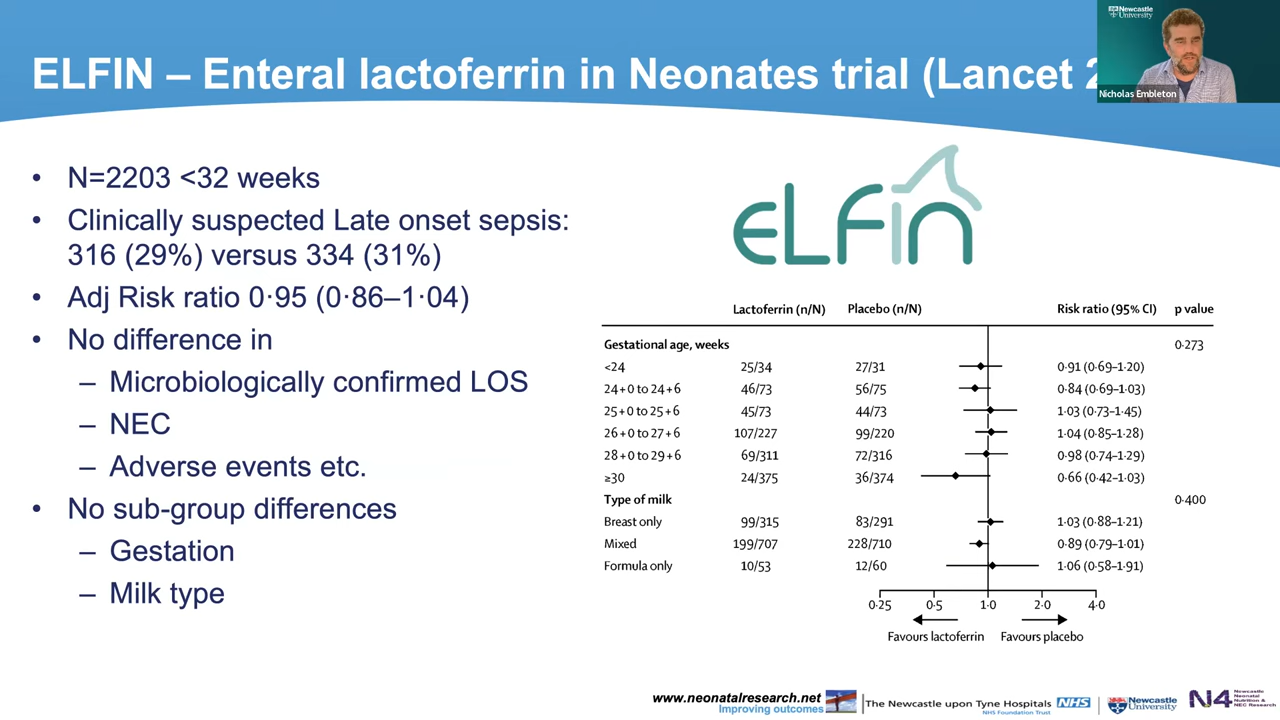 Newcastle University
Nicholas Embleton
ELFIN – Enteral lactoferrin in Neonates trial (Lancet 2
• N=2203 <32 weeks
• Clinically suspected Late onset sepsis:
316 (29%) versus 334 (31%)
• Adj Risk ratio 0·95 (0·86–1·04)
• No difference in
– Microbiologically confirmed LOS
– NEC
– Adverse events etc.
• No sub-group differences
– Gestation
– Milk type
eLFin
Lactoferrin (n/N) Placebo (n/N) Risk ratio (95% CI) p value
Gestational age, weeks 0·273
<24 25/34 27/31 0·91 (0·69–1·20)
24+0 to 24+6 46/73 56/75 0·84 (0·69–1·03)
25+0 to 25+6 45/73 44/73 1·03 (0·73–1·45)
26+0 to 27+6 107/227 99/220 1·04 (0·85–1·28)
28+0 to 29+6 69/311 72/316 0·98 (0·74–1·29)
≥30 24/375 36/374 0·66 (0·42–1·03)
Type of milk 0·400
Breast only 99/315 83/291 1·03 (0·88–1·21)
Mixed 199/707 228/710 0·89 (0·79–1·01)
Formula only 10/53 12/60 1·06 (0·58–1·91)
0·25 0·5 1·0 2·0 4·0
Favours lactoferrin Favours placebo
www.neonatalresearch.net
Improving outcomes
The Newcastle upon Tyne Hospitals NHS
NHS Foundation Trust
Newcastle University
N4 Newcastle Neonatal Nutrition & NEC Research